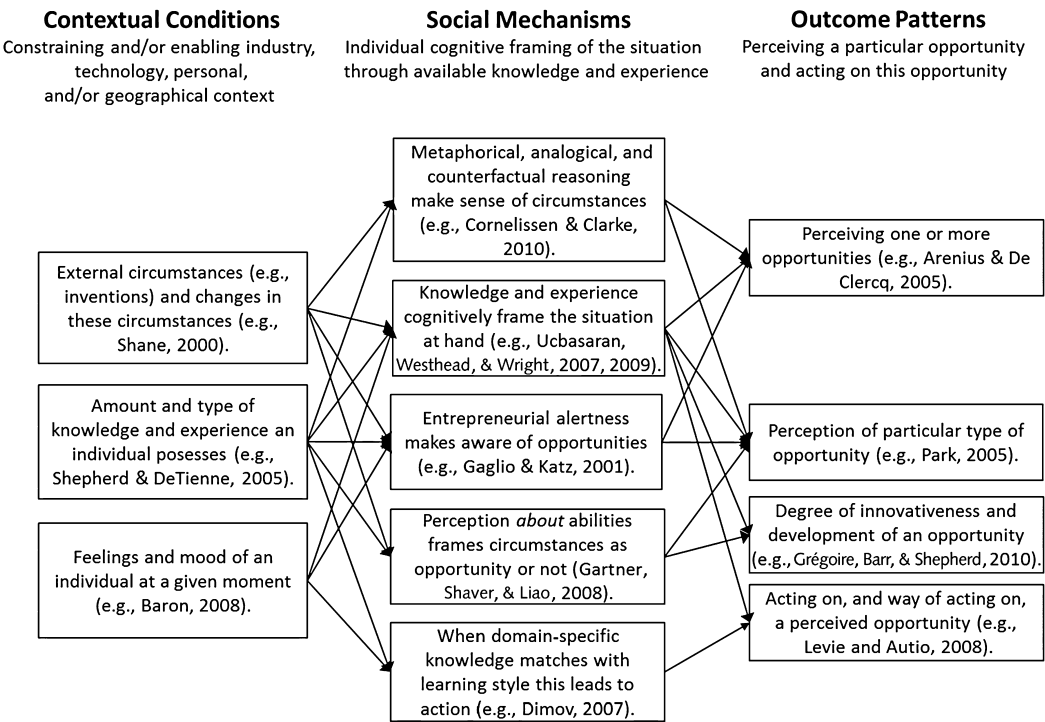 Contextual Conditions
Constraining and/or enabling industry,
technology, personal,
and/or geographical context
External circumstances (e.g.,
inventions) and changes in
these circumstances (e.g.,
Shane, 2000).
Amount and type of
knowledge and experience an
individual posesses (e.g.,
Shepherd & DeTienne, 2005).
Feelings and mood of an
individual at a given moment
(e.g., Baron, 2008).
Social Mechanisms
Individual cognitive framing of the situation
through available knowledge and experience
Metaphorical, analogical, and
counterfactual reasoning
make sense of circumstances
(e.g., Cornelissen & Clarke,
2010).
Knowledge and experience
cognitively frame the situation
at hand (e.g., Ucbasaran,
Westhead, & Wright, 2007, 2009).
Entrepreneurial alertness
makes aware of opportunities
(e.g., Gaglio & Katz, 2001).
Perception about abilities
frames circumstances as
opportunity or not (Gartner,
Shaver, & Liao, 2008).
When domain-specific
knowledge matches with
learning style this leads to
action (e.g., Dimov, 2007).
Outcome Patterns
Perceiving a particular opportunity
and acting on this opportunity
Perceiving one or more
opportunities (e.g., Arenius & De
Clercq, 2005).
Perception of particular type of
opportunity (e.g., Park, 2005).
Degree of innovativeness and
development of an opportunity
(e.g., Grégoire, Barr, & Shepherd, 2010).
Acting on, and way of acting on,
a perceived opportunity (e.g.,
Levie and Autio, 2008).